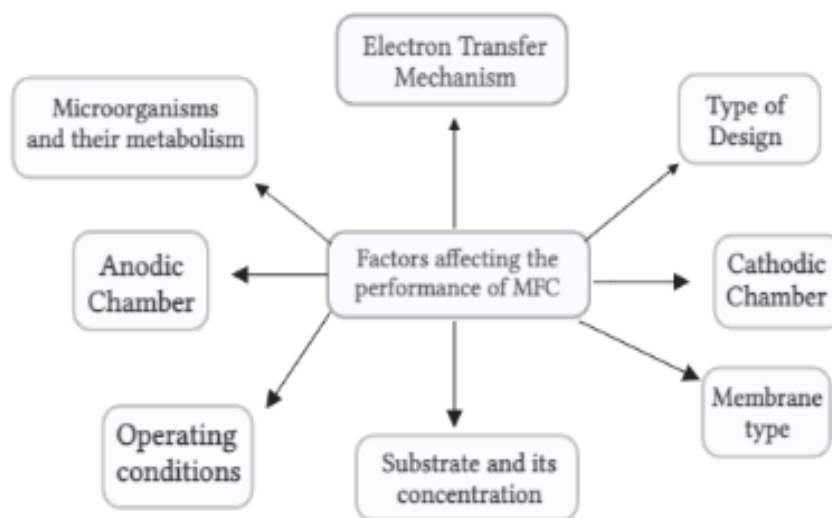 Electron Transfer
Mechanism
Microorganisms
and their metabolism
Type of
Design
Anodic
Chamber
Factors affecting the
performance of MFC
Cathodic
Chamber
Operating
conditions
Substrate and its
concentration
Membrane
type